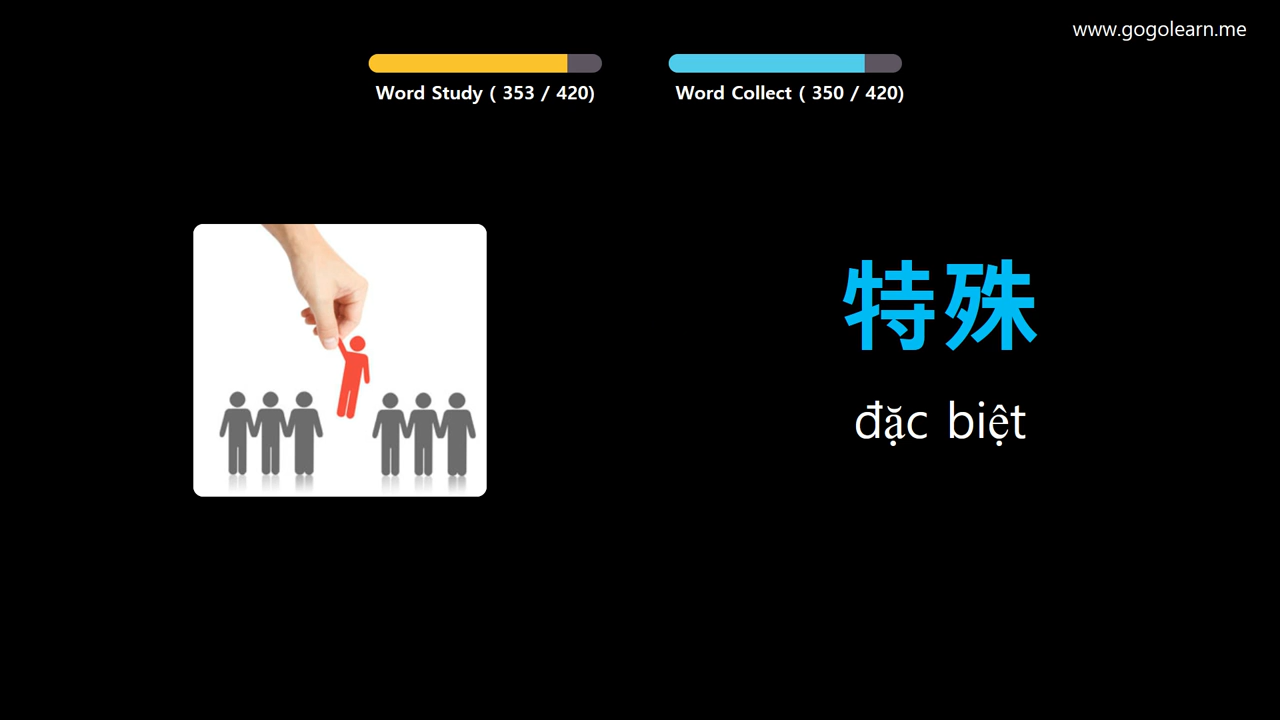 www.gogolearn.me
Word Study ( 353 / 420)
Word Collect ( 350 / 420)
特殊
đặc biệt